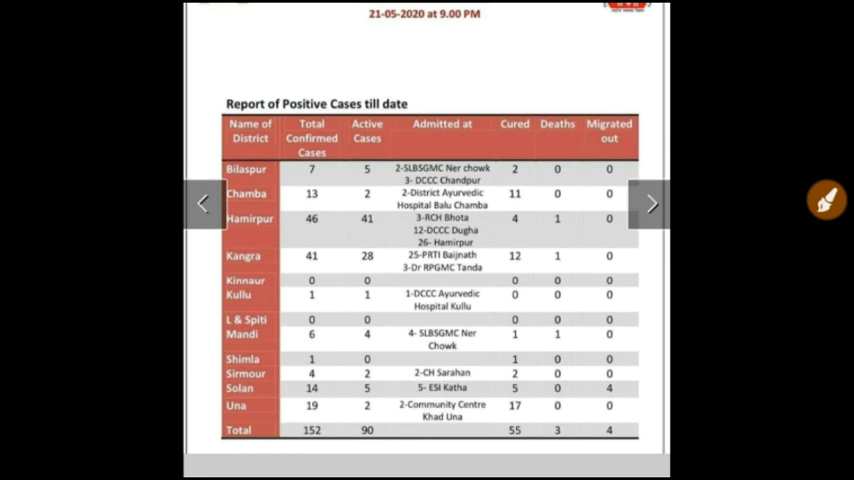 21-05-2020 at 9.00 PM
Report of Positive Cases till date
Name of District Total Confirmed Cases Active Cases Admitted at Cured Deaths Migrated out
Bilaspur 7 5 2-SLBSGMC Ner chowk 2 0 0
3- DCCC Chandpur
Chamba 13 2 2-District Ayurvedic 11 0 0
Hospital Balu Chamba
Hamirpur 46 41 3-RCH Bhota 4 1 0
12-DCCC Dugha
26- Hamirpur
Kangra 41 28 25-PRTI Baijnath 12 1 0
3-Dr RPGMC Tanda
Kinnaur 0 0 0 0 0
Kullu 1 1 1-DCCC Ayurvedic 0 0 0
Hospital Kullu
L & Spiti 0 0 0 0 0
Mandi 6 4 4- SLBSGMC Ner 1 1 0
Chowk
Shimla 1 0 1 0 0
Sirmour 4 2 2-CH Sarahan 2 0 0
Solan 14 5 5- ESI Katha 5 0 4
Una 19 2 2-Community Centre 17 0 0
Khad Una
Total 152 90 55 3 4